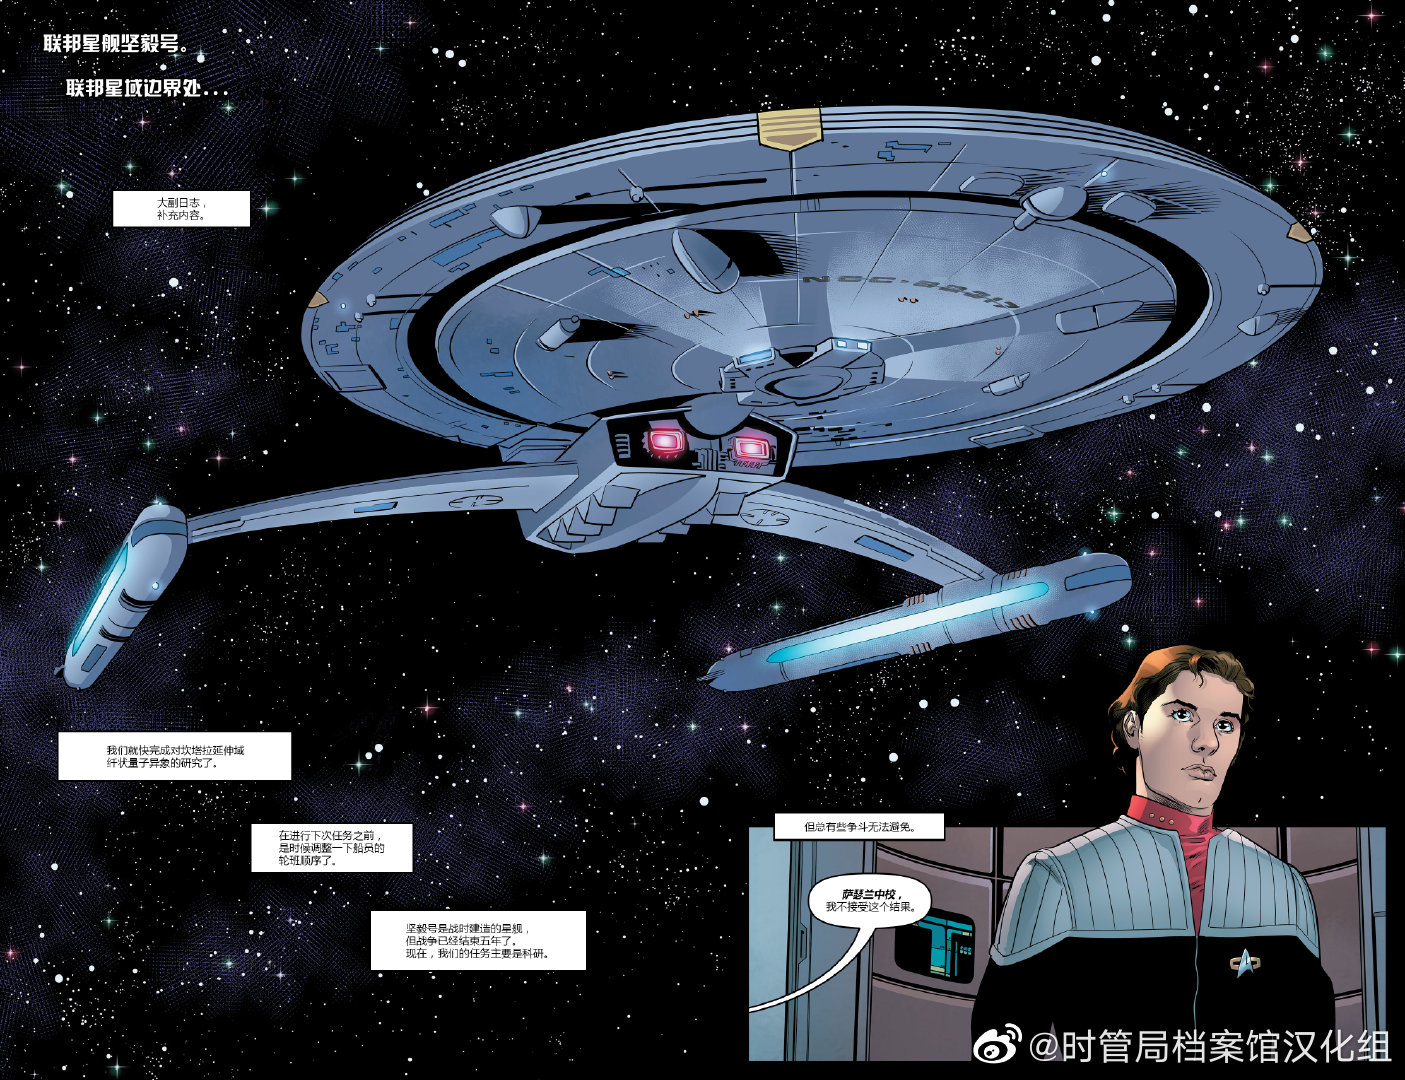 联邦星舰坚毅号。
联邦星域边界处...
大副日志，
补充内容。
我们就快完成对坎塔拉延伸域
纤状量子异象的研究了。
在进行下次任务之前，
是时候调整一下船员的
轮班顺序了。
坚毅号是战时建造的星舰，
但战争已经结束五年了。
现在，我们的任务主要是科研。
但总有些争斗无法避免。
萨瑟兰中校，
我不接受这个结果。
@时管局档案馆汉化组